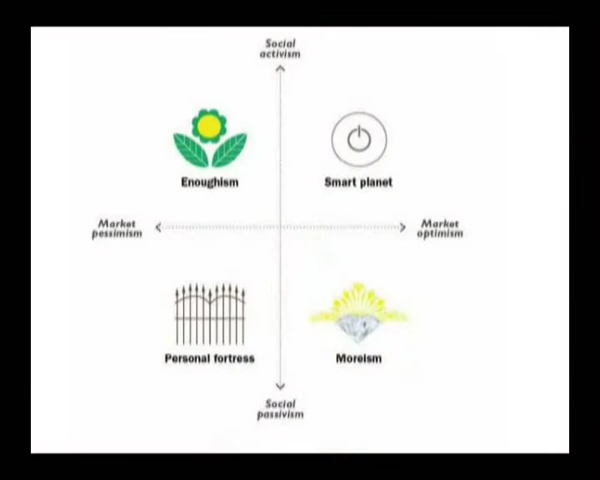 Social
activism
Enoughism
Smart planet
Market
pessimism
Market
optimism
Personal fortress
Moreism
Social
passivism